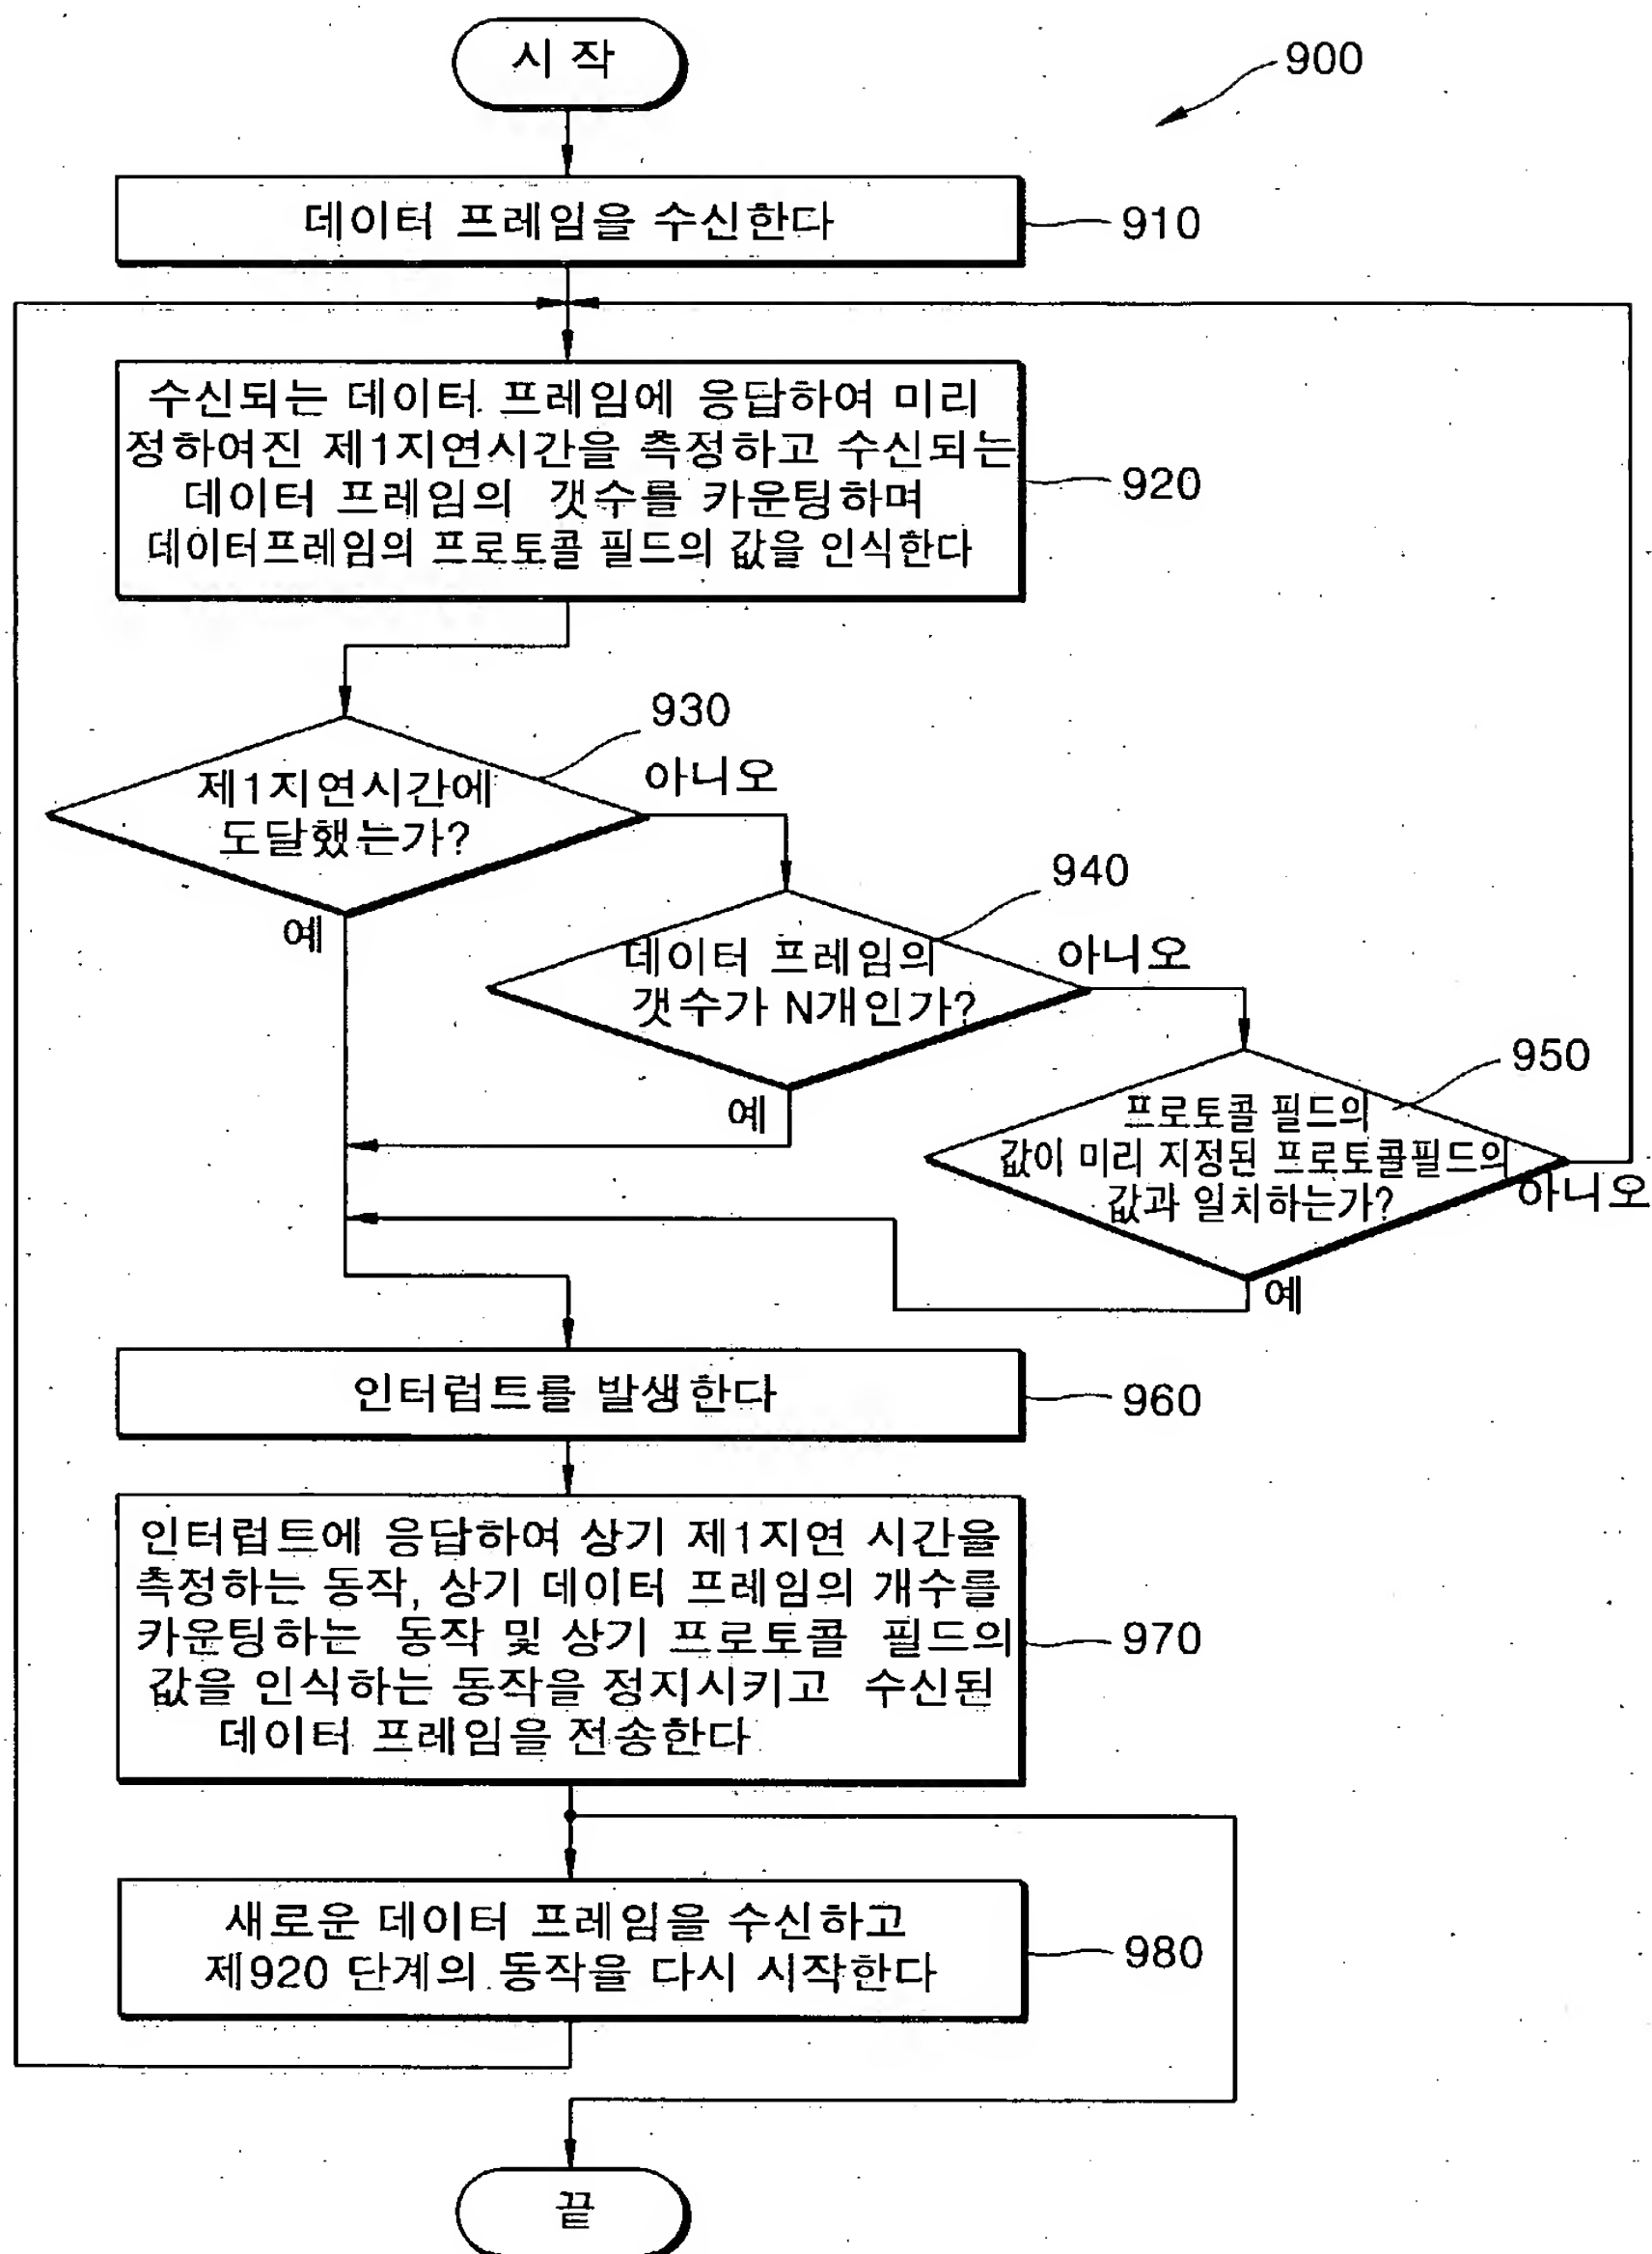 시 작
900
데이터 프레임을 수신한다
910
수신되는 데이터 프레임에 응답하여 미리
정하여진 제1지연시간을 측정하고 수신되는
데이터 프레임의 갯수를 카운팅하며
데이터프레임의 프로토콜 필드의 값을 인식한다
920
930
제1지연시간에
도달했는가?
아니오
예
940
데이터 프레임의
갯수가 N개인가?
아니오
예
950
프로토콜 필드의
값이 미리 지정된 프로토콜필드의
값과 일치하는가?
아니오
예
인터럽트를 발생한다
960
인터럽트에 응답하여 상기 제1지연 시간을
측정하는 동작, 상기 데이터 프레임의 개수를
카운팅하는 동작 및 상기 프로토콜 필드의
값을 인식하는 동작을 정지시키고 수신된
데이터 프레임을 전송한다
970
새로운 데이터 프레임을 수신하고
제920 단계의 동작을 다시 시작한다
980
끝